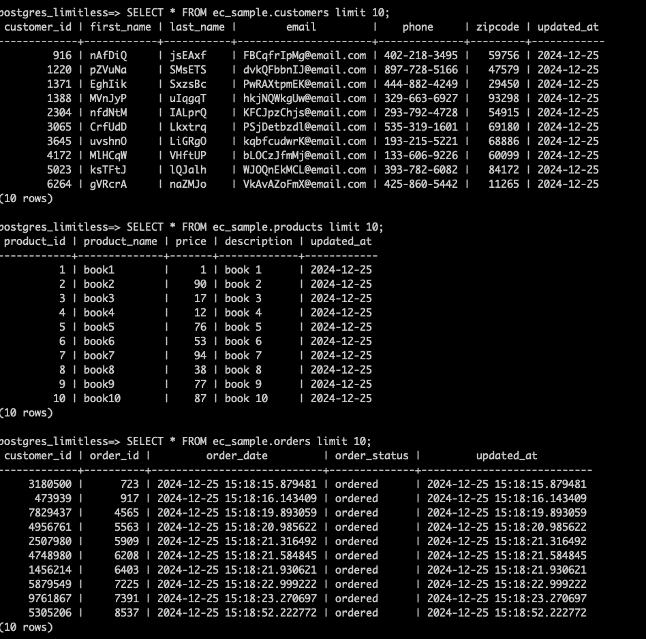 postgres_limitless=> SELECT * FROM ec_sample.customers limit 10;
 customer_id | first_name | last_name |         email         |    phone     | zipcode | updated_at
-------------+------------+-----------+-----------------------+--------------+---------+------------
         916 | nAfDiQ     | jsEAxf    | FBCqfrIpMg@email.com | 402-218-3495 |   59756 | 2024-12-25
        1220 | pZVuNa     | SMsETS    | dvkQFbbnIJ@email.com | 897-728-5166 |   47579 | 2024-12-25
        1371 | EghIik     | SxzsBc    | PwRAXtpmEK@email.com | 444-882-4249 |   29450 | 2024-12-25
        1388 | MVnJyP     | uIqgqT    | hkjNQWkgUw@email.com | 329-663-6927 |   93298 | 2024-12-25
        2304 | nfdNtM     | IALprQ    | KFCJpzChjs@email.com | 293-792-4728 |   54915 | 2024-12-25
        3065 | CrfUdD     | Lkxtrq    | PSjDetbzdl@email.com | 535-319-1601 |   69180 | 2024-12-25
        3645 | uvshnO     | LiGRgO    | kqbfcudwrK@email.com | 193-215-5221 |   68886 | 2024-12-25
        4172 | MlHCqW     | VHftUP    | bLOCzJfmMj@email.com | 133-606-9226 |   60099 | 2024-12-25
        5023 | ksTFtJ     | lQJalh    | WJOQnEkMCL@email.com | 393-782-6082 |   84172 | 2024-12-25
        6264 | gVRcrA     | naZMJo    | VkAvAZoFmX@email.com | 425-860-5442 |   11265 | 2024-12-25
(10 rows)
postgres_limitless=> SELECT * FROM ec_sample.products limit 10;
 product_id | product_name | price | description | updated_at
------------+--------------+-------+-------------+------------
          1 | book1        |     1 | book 1      | 2024-12-25
          2 | book2        |    90 | book 2      | 2024-12-25
          3 | book3        |    17 | book 3      | 2024-12-25
          4 | book4        |    12 | book 4      | 2024-12-25
          5 | book5        |    76 | book 5      | 2024-12-25
          6 | book6        |    53 | book 6      | 2024-12-25
          7 | book7        |    94 | book 7      | 2024-12-25
          8 | book8        |    38 | book 8      | 2024-12-25
          9 | book9        |    77 | book 9      | 2024-12-25
         10 | book10       |    87 | book 10     | 2024-12-25
(10 rows)
postgres_limitless=> SELECT * FROM ec_sample.orders limit 10;
 customer_id | order_id |         order_date         | order_status |         updated_at
-------------+----------+----------------------------+--------------+----------------------------
     3180500 |      723 | 2024-12-25 15:18:15.879481 | ordered      | 2024-12-25 15:18:15.879481
      473939 |      917 | 2024-12-25 15:18:16.143409 | ordered      | 2024-12-25 15:18:16.143409
     7829437 |     4565 | 2024-12-25 15:18:19.893059 | ordered      | 2024-12-25 15:18:19.893059
     4956761 |     5563 | 2024-12-25 15:18:20.985622 | ordered      | 2024-12-25 15:18:20.985622
     2507980 |     5909 | 2024-12-25 15:18:21.316492 | ordered      | 2024-12-25 15:18:21.316492
     4748980 |     6208 | 2024-12-25 15:18:21.584845 | ordered      | 2024-12-25 15:18:21.584845
     1456214 |     6403 | 2024-12-25 15:18:21.930621 | ordered      | 2024-12-25 15:18:21.930621
     5879549 |     7225 | 2024-12-25 15:18:22.999222 | ordered      | 2024-12-25 15:18:22.999222
     9761867 |     7391 | 2024-12-25 15:18:23.270697 | ordered      | 2024-12-25 15:18:23.270697
     5305206 |     8537 | 2024-12-25 15:18:52.222772 | ordered      | 2024-12-25 15:18:52.222772
(10 rows)